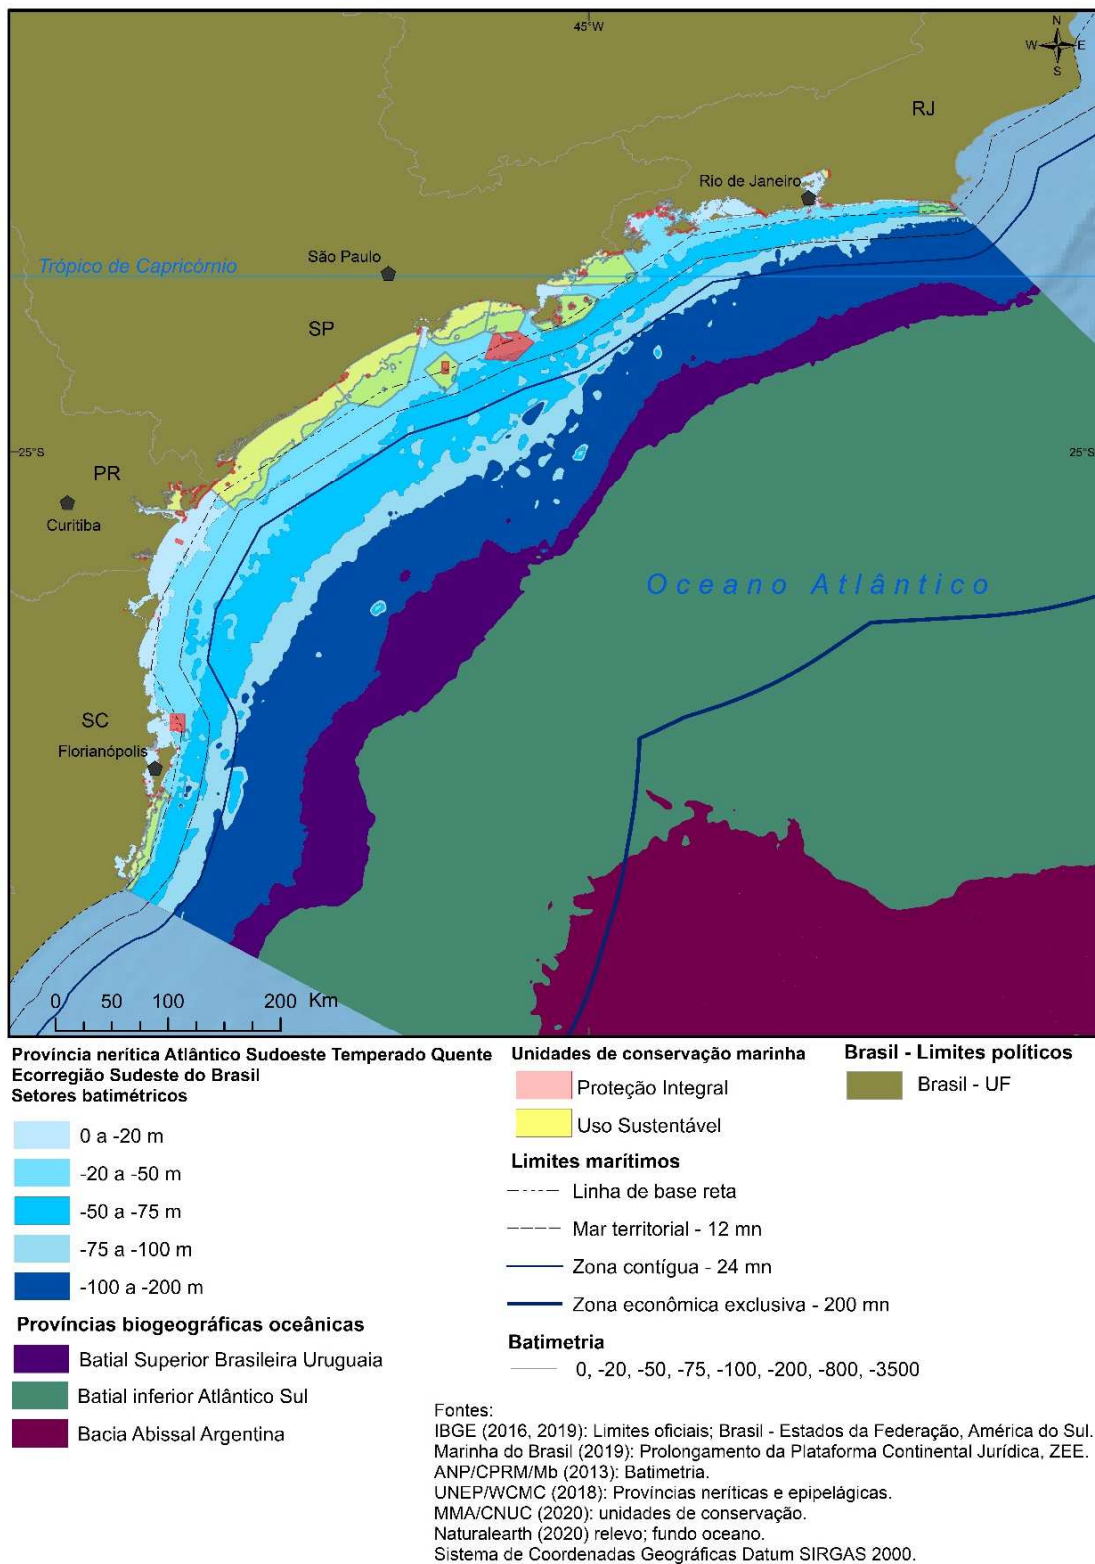 45°W
N
W E
S
RJ
Rio de Janeiro
Trópico de Capricórnio
São Paulo
SP
25°S
25°S
PR
Curitiba
Oceano Atlântico
SC
Florianópolis
0 50 100 200 Km
Província nerítica Atlântico Sudoeste Temperado Quente
Ecorregião Sudeste do Brasil
Setores batimétricos
0 a -20 m
-20 a -50 m
-50 a -75 m
-75 a -100 m
-100 a -200 m
Províncias biogeográficas oceânicas
Batial Superior Brasileira Uruguaia
Batial inferior Atlântico Sul
Bacia Abissal Argentina
Unidades de conservação marinha
Proteção Integral
Uso Sustentável
Limites marítimos
Linha de base reta
Mar territorial - 12 mn
Zona contígua - 24 mn
Zona econômica exclusiva - 200 mn
Batimetria
0, -20, -50, -75, -100, -200, -800, -3500
Brasil - Limites políticos
Brasil - UF
Fontes:
IBGE (2016, 2019): Limites oficiais; Brasil - Estados da Federação, América do Sul.
Marinha do Brasil (2019): Prolongamento da Plataforma Continental Jurídica, ZEE.
ANP/CPRM/Mb (2013): Batimetria.
UNEP/WCMC (2018): Províncias neríticas e epipelágicas.
MMA/CNUC (2020): unidades de conservação.
Naturalearth (2020) relevo; fundo oceano.
Sistema de Coordenadas Geográficas Datum SIRGAS 2000.